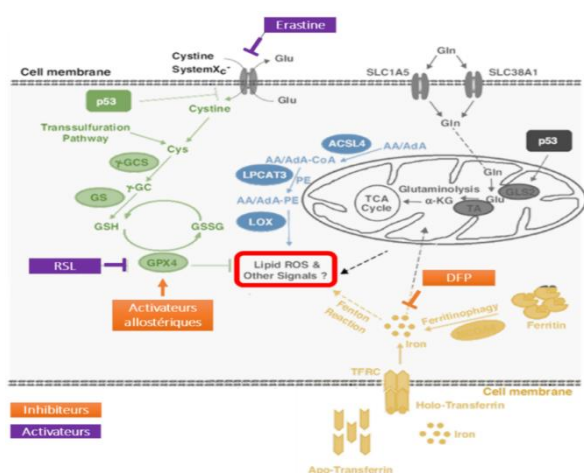 Erastine
Cystine
SystemXc-
Glu
Cell membrane
Gln
SLC1A5
SLC38A1
p53
Glu
Cystine
Gln
Transsulfuration
Pathway
Cys
ACSL4
AA/AdA
p53
γ-GCS
LPCAT3
AA/AdA-CoA
PE
Gln
γGC
Glutaminolysis
GLS2
GS
AA/AdA-PE
TCA
Cycle
α-KG
Glu
TA
GSH
GSSG
LOX
RSL
GPX4
Lipid ROS &
Other Signals ?
DFP
Activateurs
allostériques
Fenton
Reaction
Ferritinophagy
Ferritin
Iron
TFRC
Cell membrane
Inhibiteurs
Holo-Transferrin
Activateurs
Iron
Apo-Transferrin